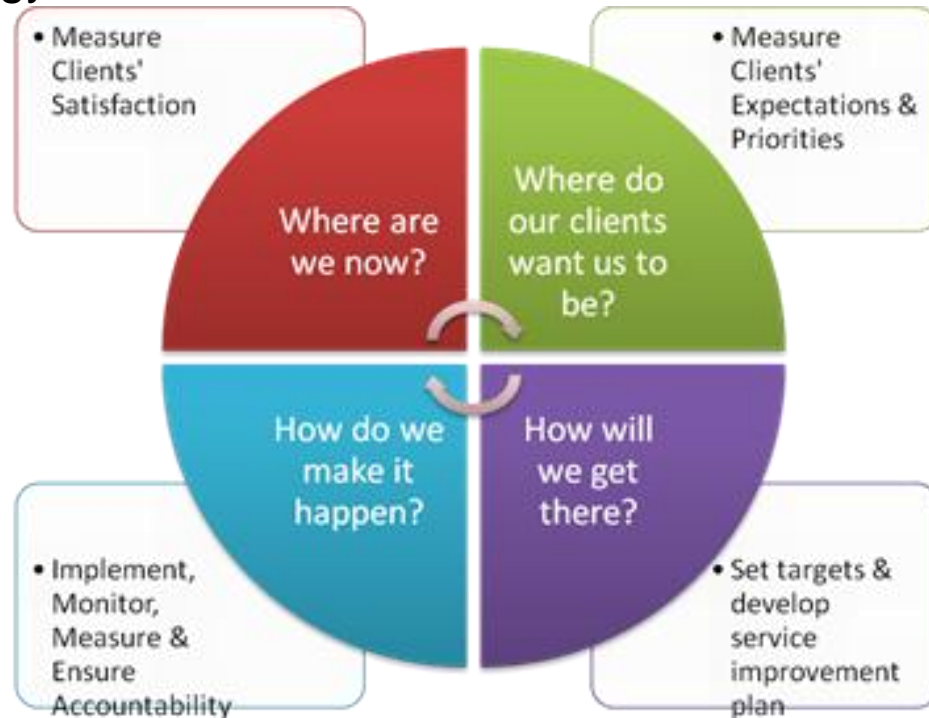 • Measure
Clients'
Satisfaction
• Measure
Clients'
Expectations &
Priorities
Where are
we now?
Where do
our clients
want us to
be?
How do we
make it
happen?
How will
we get
there?
• Implement,
Monitor,
Measure &
Ensure
Accountability
• Set targets &
develop
service
improvement
plan